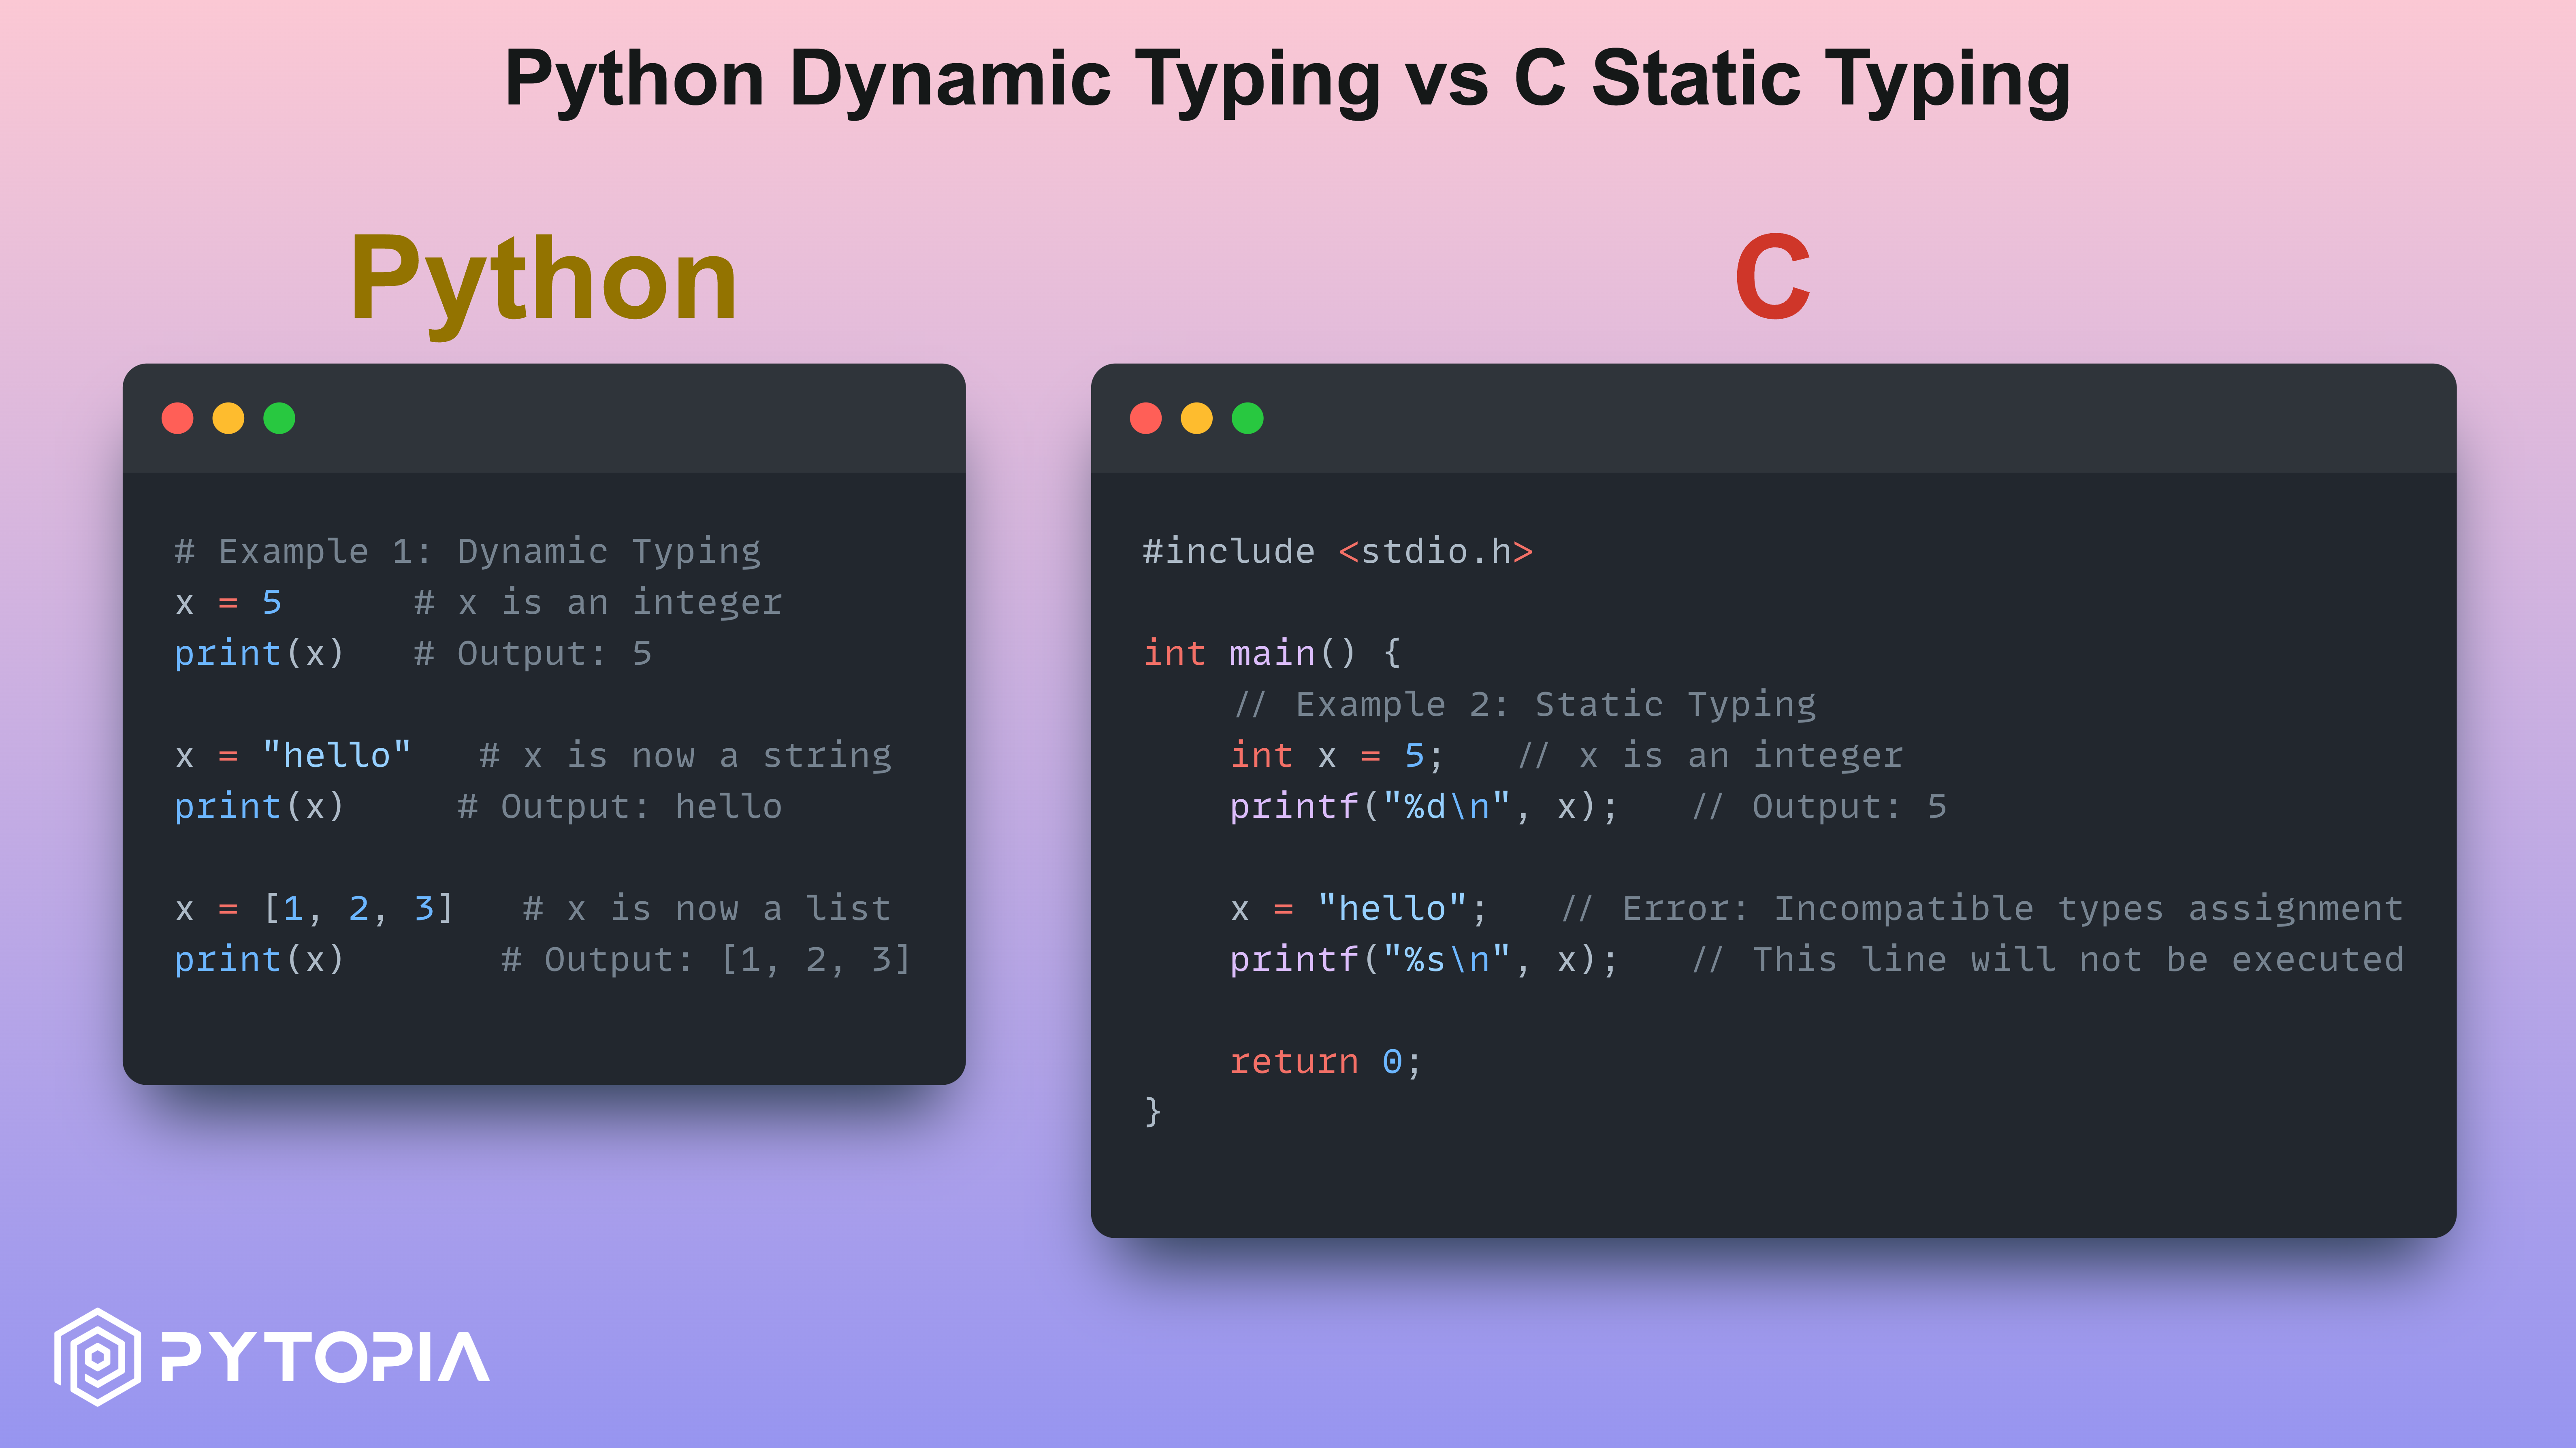 Python Dynamic Typing vs C Static Typing
Python
# Example 1: Dynamic Typing
x = 5      # x is an integer
print(x)   # Output: 5
x = "hello"   # x is now a string
print(x)     # Output: hello
x = [1, 2, 3]   # x is now a list
print(x)       # Output: [1, 2, 3]
C
#include <stdio.h>
int main() {
    // Example 2: Static Typing
    int x = 5;   // x is an integer
    printf("%d\n", x);   // Output: 5
    x = "hello";   // Error: Incompatible types assignment
    printf("%s\n", x);   // This line will not be executed
    return 0;
}
PYTOPIA